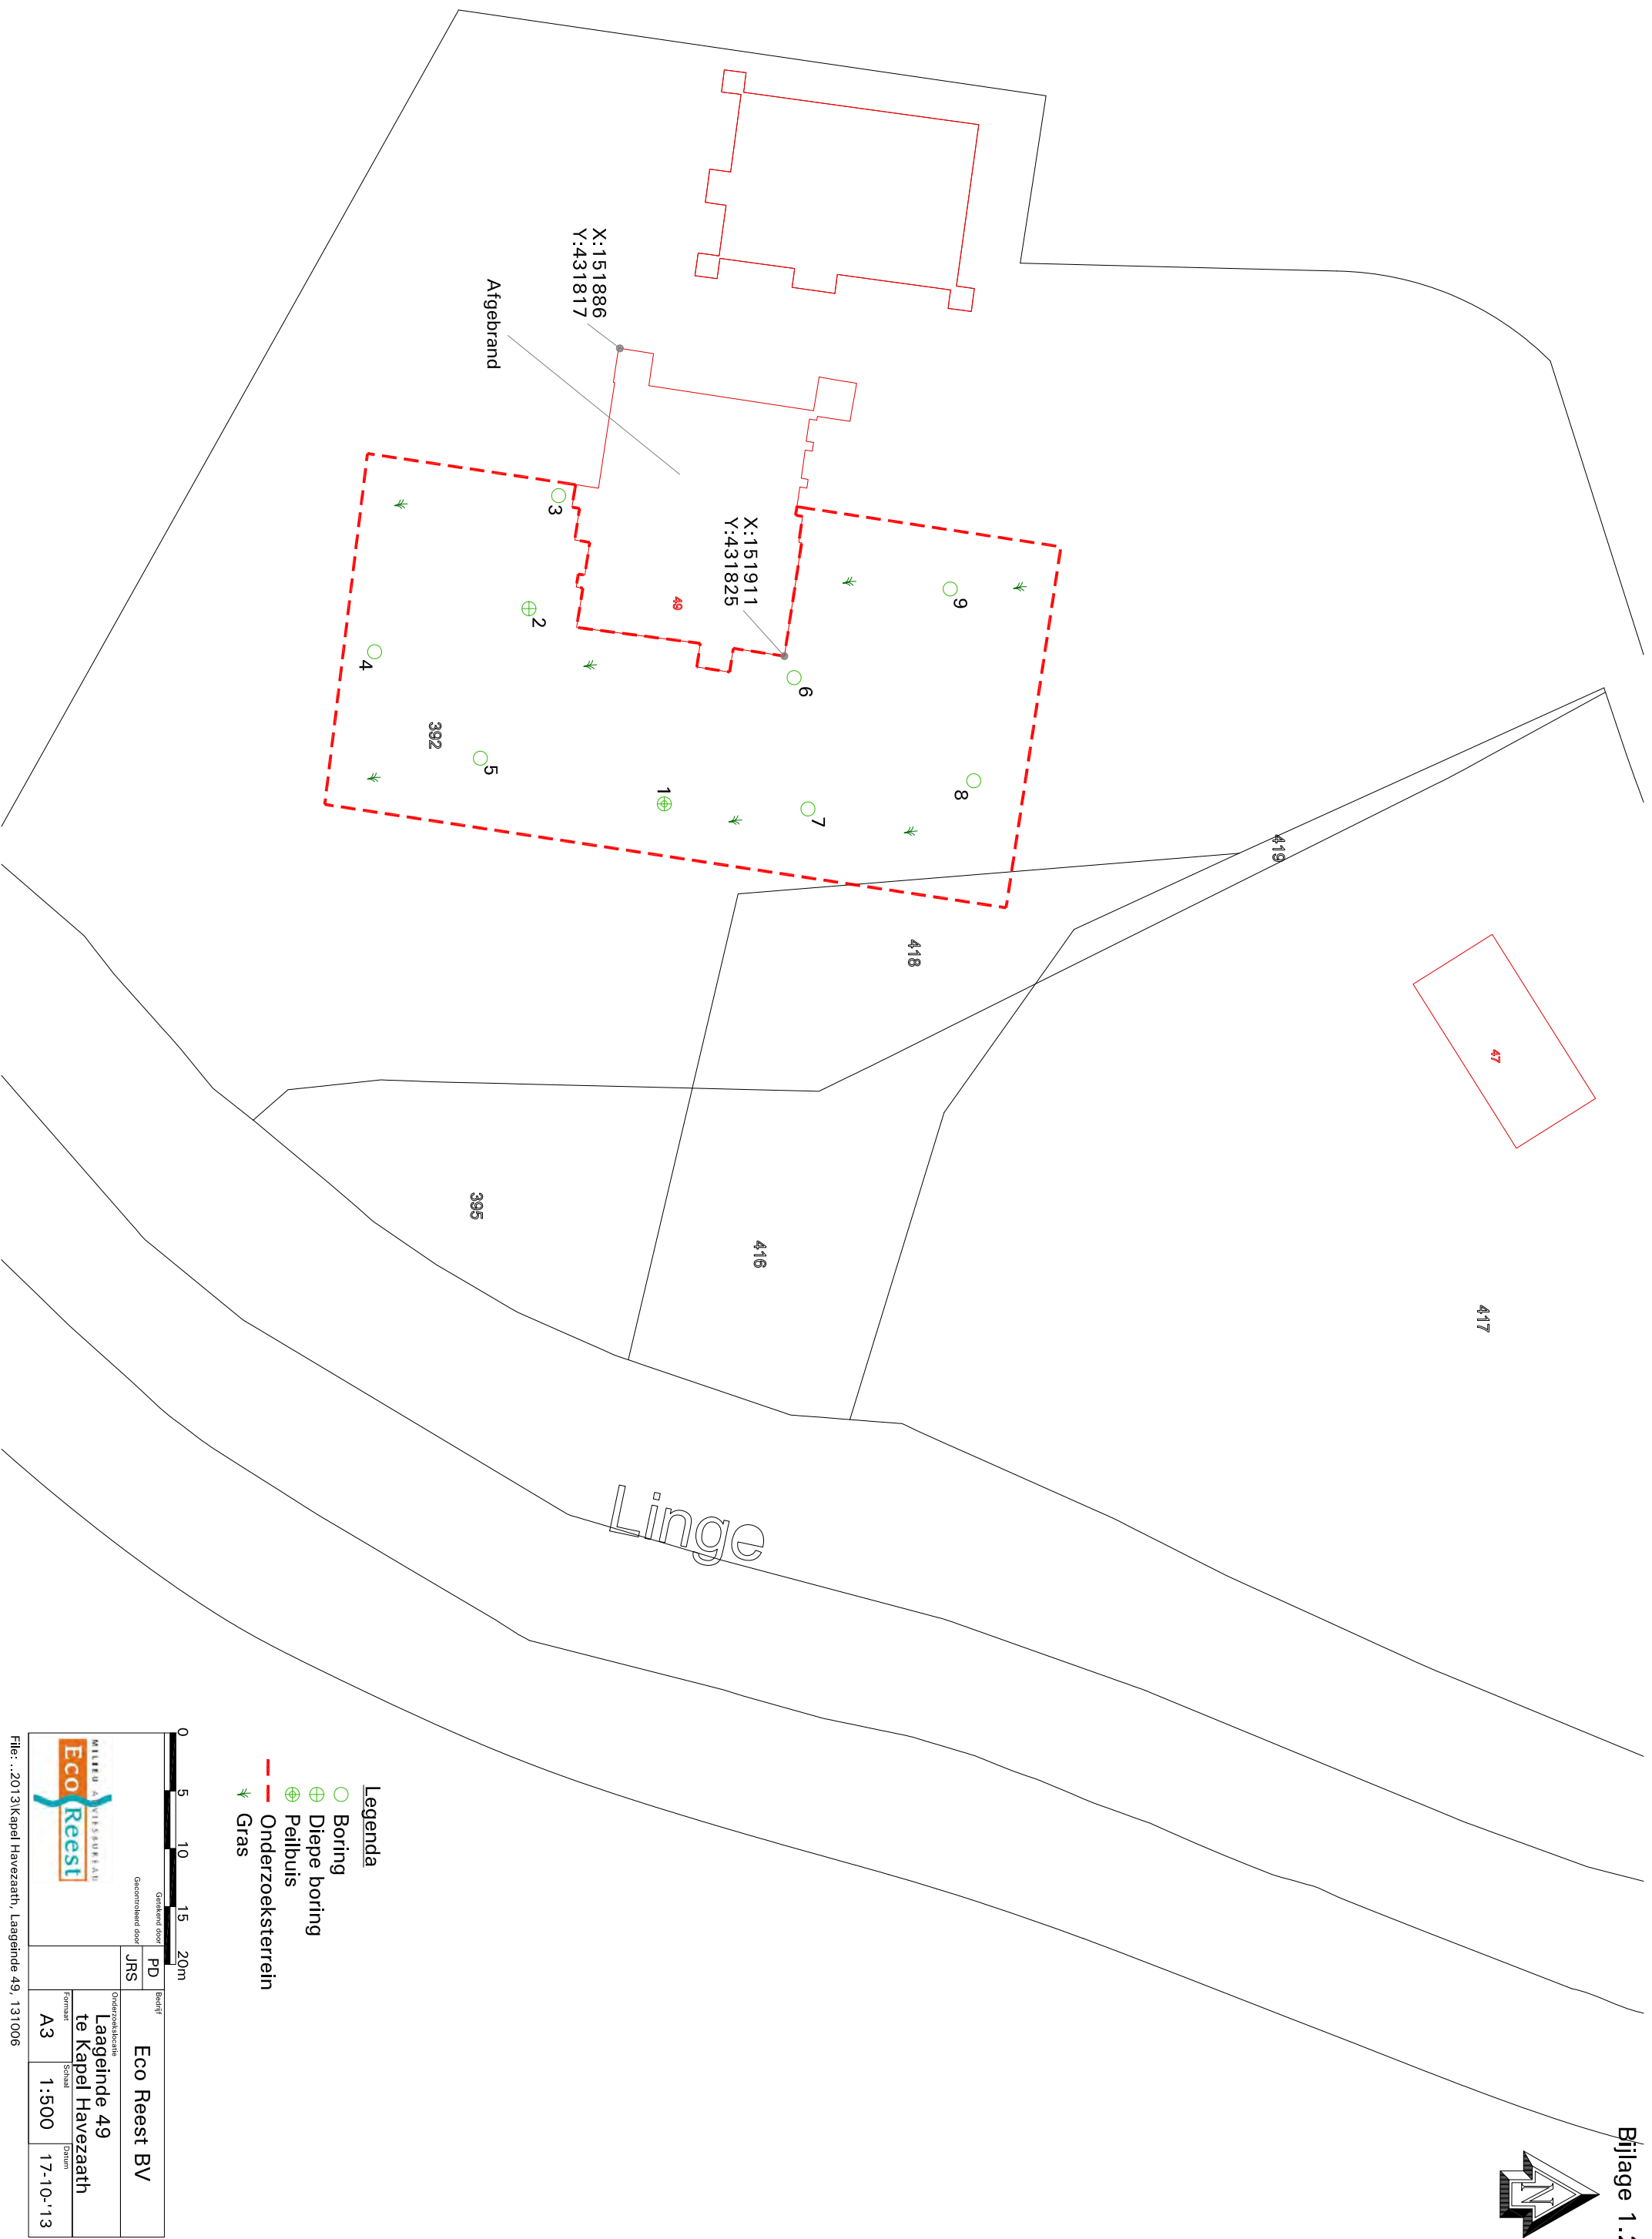 Bijlage 1.
X:151886
Y:431817
Afgebrand
X:151911
Y:431825
49
3
2
4
5
1
6
7
8
9
392
419
418
47
395
416
417
Linge
Legenda
Boring
Diepe boring
Peilbuis
Onderzoeksterrein
Gras
0 5 10 15 20m
MILIEU ADVIESBUREAU
Eco Reest
Getekend door PD
Gecontroleerd door JRS
Bedrijf
Eco Reest BV
Onderzoekslocatie
Laageinde 49
te Kapel Havezaath
Formaat
A3
Schaal
1:500
Datum
17-10-'13
File: ...2013\Kapel Havezaath, Laageinde 49, 131006
N